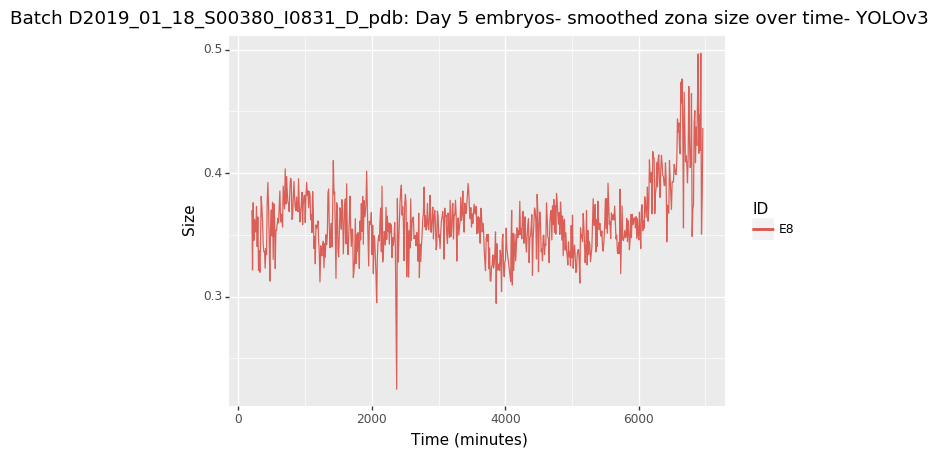 Batch D2019_01_18_S00380_I0831_D_pdb: Day 5 embryos- smoothed zona size over time- YOLOv3
0.5
0.4
0.3
Size
0
2000
4000
6000
Time (minutes)
ID
E8